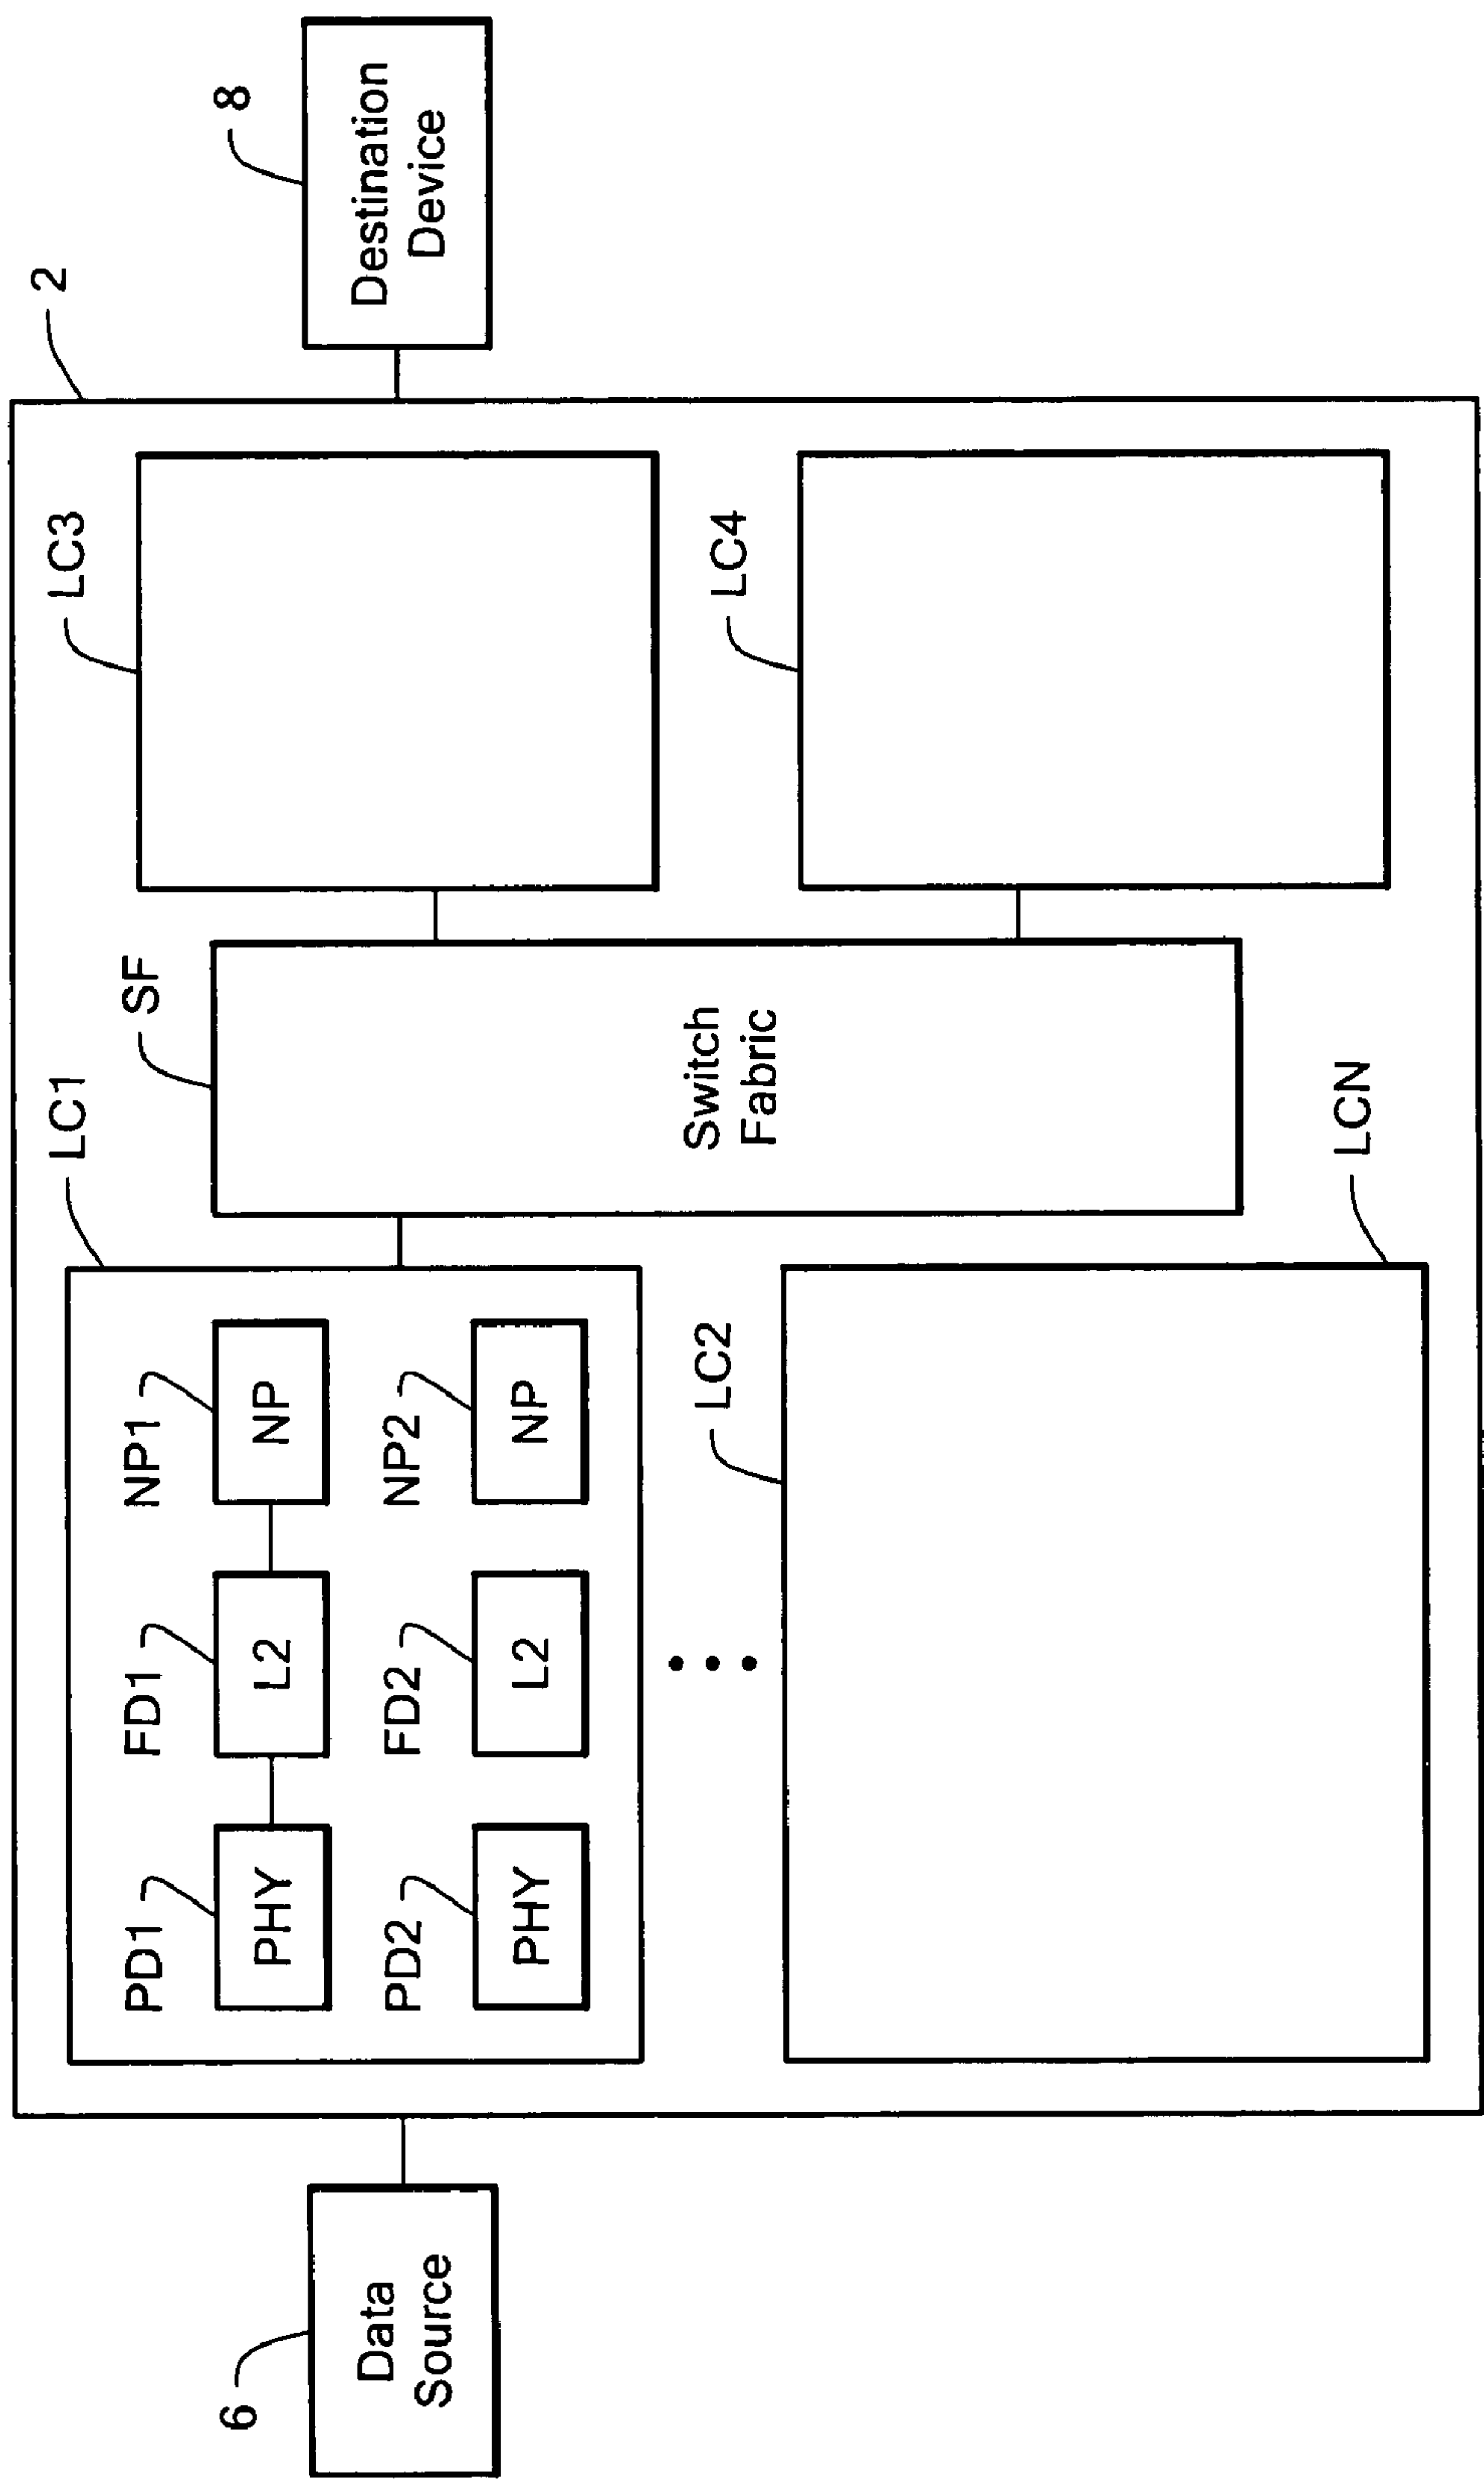 2
8
LC1
SF
LC3
NP1
FD1
PD1
PHY
L2
NP
Destination
Device
6
Data
Source
PD2
FD2
NP2
PHY
L2
NP
Switch
Fabric
LC2
LC4
LCN